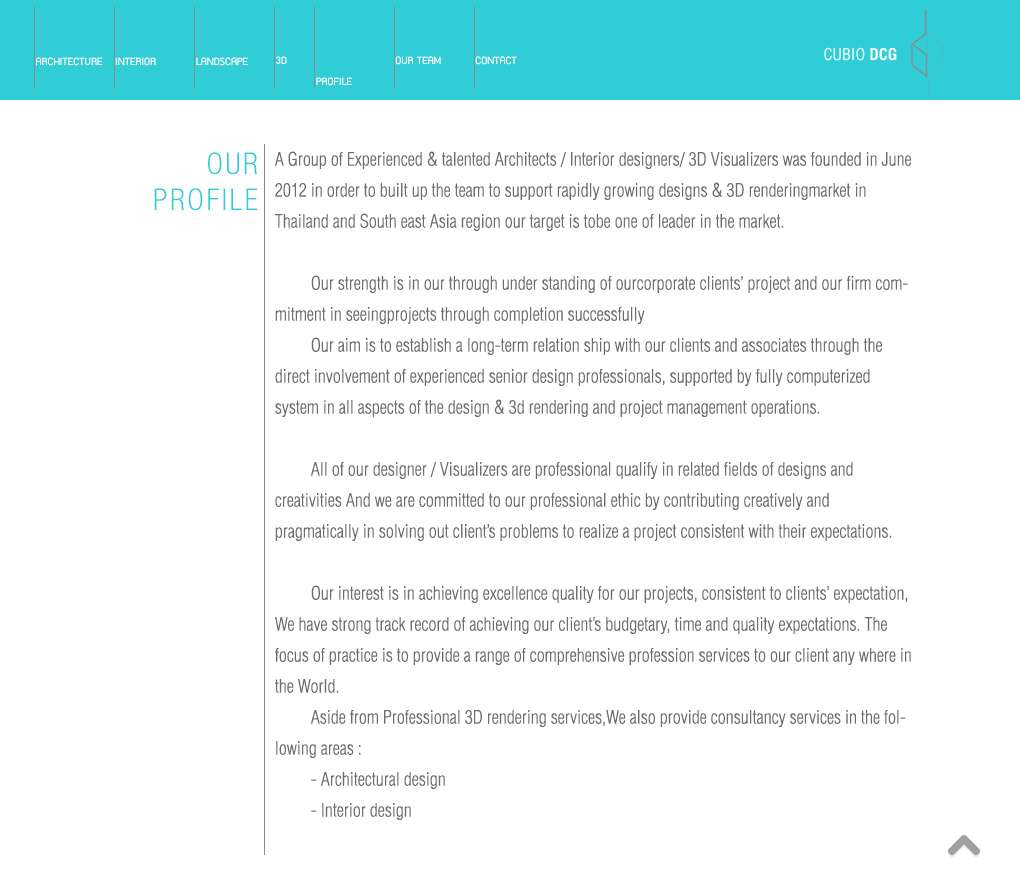 ARCHITECTURE
INTERIOR
LANDSCAPE
3D
PROFILE
OUR TEAM
CONTACT
CUBIO DCG
OUR
PROFILE
A Group of Experienced & talented Architects / Interior designers/ 3D Visualizers was founded in June
2012 in order to built up the team to support rapidly growing designs & 3D renderingmarket in
Thailand and South east Asia region our target is tobe one of leader in the market.
Our strength is in our through under standing of ourcorporate clients' project and our firm com-
mitment in seeingprojects through completion successfully
Our aim is to establish a long-term relation ship with our clients and associates through the
direct involvement of experienced senior design professionals, supported by fully computerized
system in all aspects of the design & 3d rendering and project management operations.
All of our designer / Visualizers are professional qualify in related fields of designs and
creativities And we are committed to our professional ethic by contributing creatively and
pragmatically in solving out client's problems to realize a project consistent with their expectations.
Our interest is in achieving excellence quality for our projects, consistent to clients' expectation,
We have strong track record of achieving our client's budgetary, time and quality expectations. The
focus of practice is to provide a range of comprehensive profession services to our client any where in
the World.
Aside from Professional 3D rendering services,We also provide consultancy services in the fol-
lowing areas :
- Architectural design
- Interior design